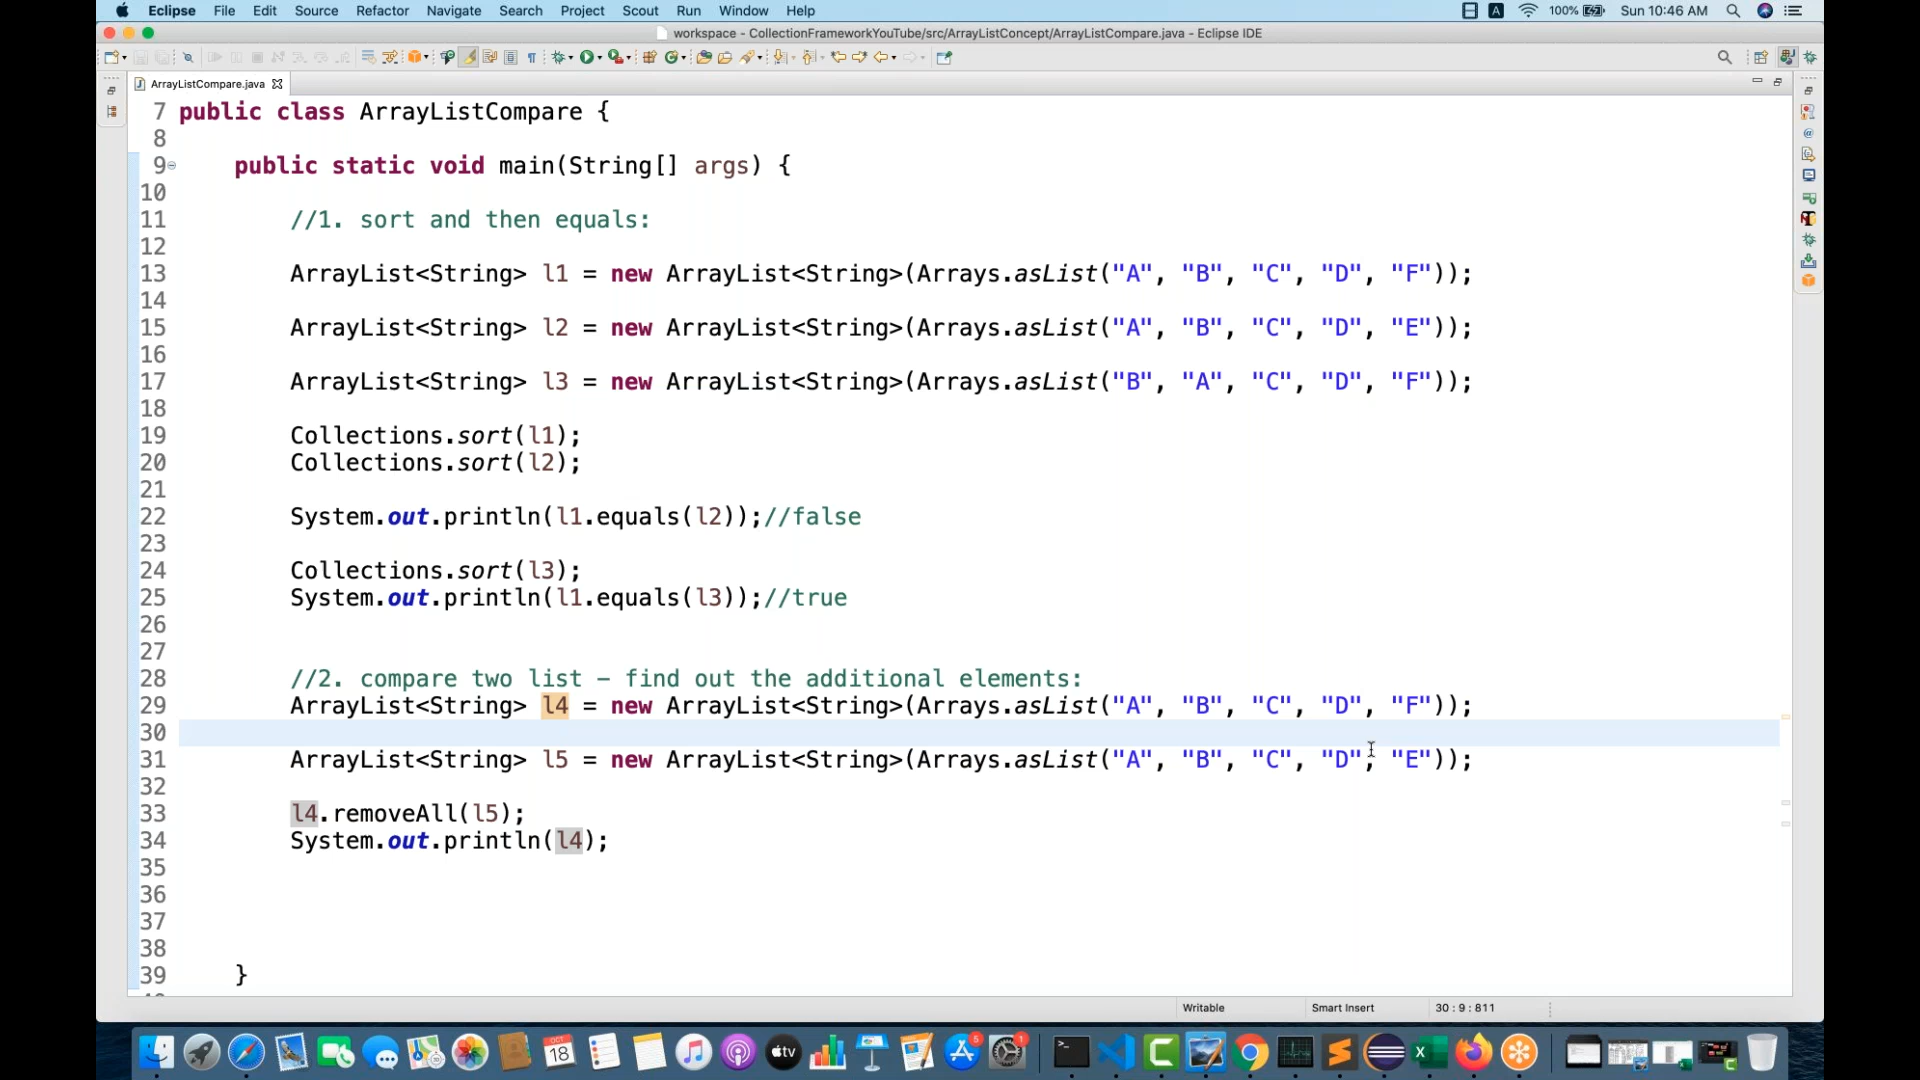 Eclipse File Edit Source Refactor Navigate Search Project Scout Run Window Help 100% Sun 10:46 AM
workspace - CollectionFrameworkYouTube/src/ArrayListConcept/ArrayListCompare.java - Eclipse IDE
ArrayListCompare.java
7 public class ArrayListCompare {
8
9 public static void main(String[] args) {
10
11 //1. sort and then equals:
12
13 ArrayList<String> l1 = new ArrayList<String>(Arrays.asList("A", "B", "C", "D", "F"));
14
15 ArrayList<String> l2 = new ArrayList<String>(Arrays.asList("A", "B", "C", "D", "E"));
16
17 ArrayList<String> l3 = new ArrayList<String>(Arrays.asList("B", "A", "C", "D", "F"));
18
19 Collections.sort(l1);
20 Collections.sort(l2);
21
22 System.out.println(l1.equals(l2));//false
23
24 Collections.sort(l3);
25 System.out.println(l1.equals(l3));//true
26
27
28 //2. compare two list – find out the additional elements:
29 ArrayList<String> l4 = new ArrayList<String>(Arrays.asList("A", "B", "C", "D", "F"));
30
31 ArrayList<String> l5 = new ArrayList<String>(Arrays.asList("A", "B", "C", "D", "E"));
32
33 l4.removeAll(l5);
34 System.out.println(l4);
35
36
37
38
39 }
Writable Smart Insert 30 : 9 : 811
OCT 18 tv 5 1